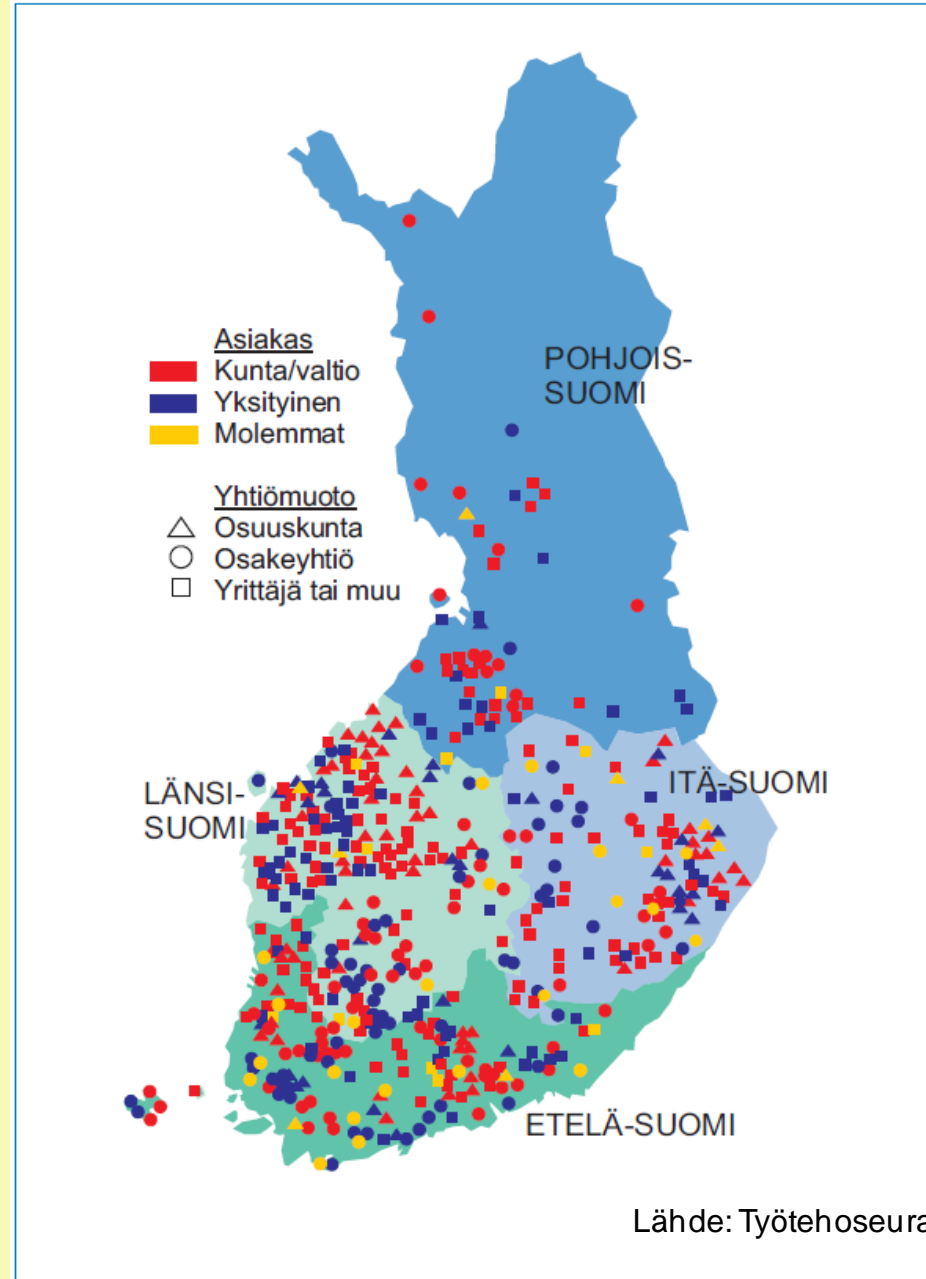 Asiakas
Kunta/valtio
Yksityinen
Molemmat
Yhtiömuoto
Osuuskunta
Osakeyhtiö
Yrittäjä tai muu
POHJOIS-
SUOMI
LÄNSI-
SUOMI
ITÄ-SUOMI
ETELÄ-SUOMI
Lähde: Työtehoseura